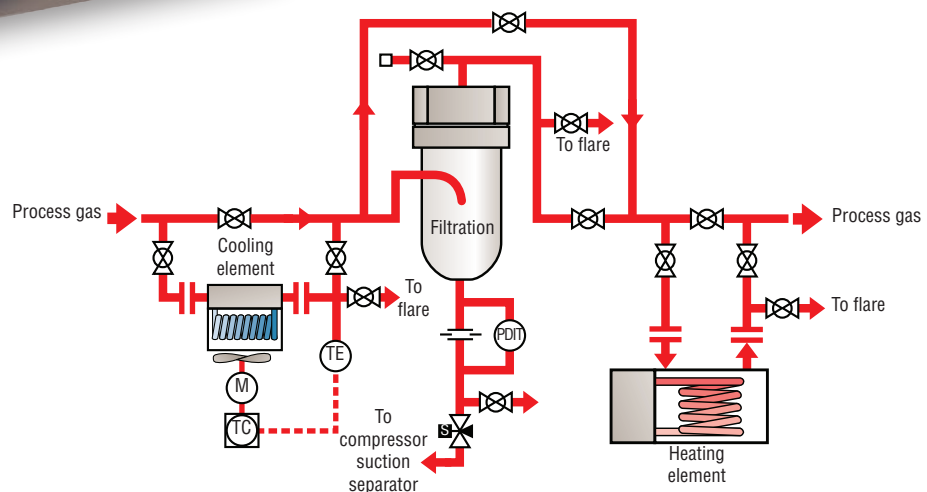 To flare
Process gas
Filtration
Process gas
Cooling
element
To
flare
To flare
TE
PDIT
M
TC
S
To
compressor
suction
separator
Heating
element